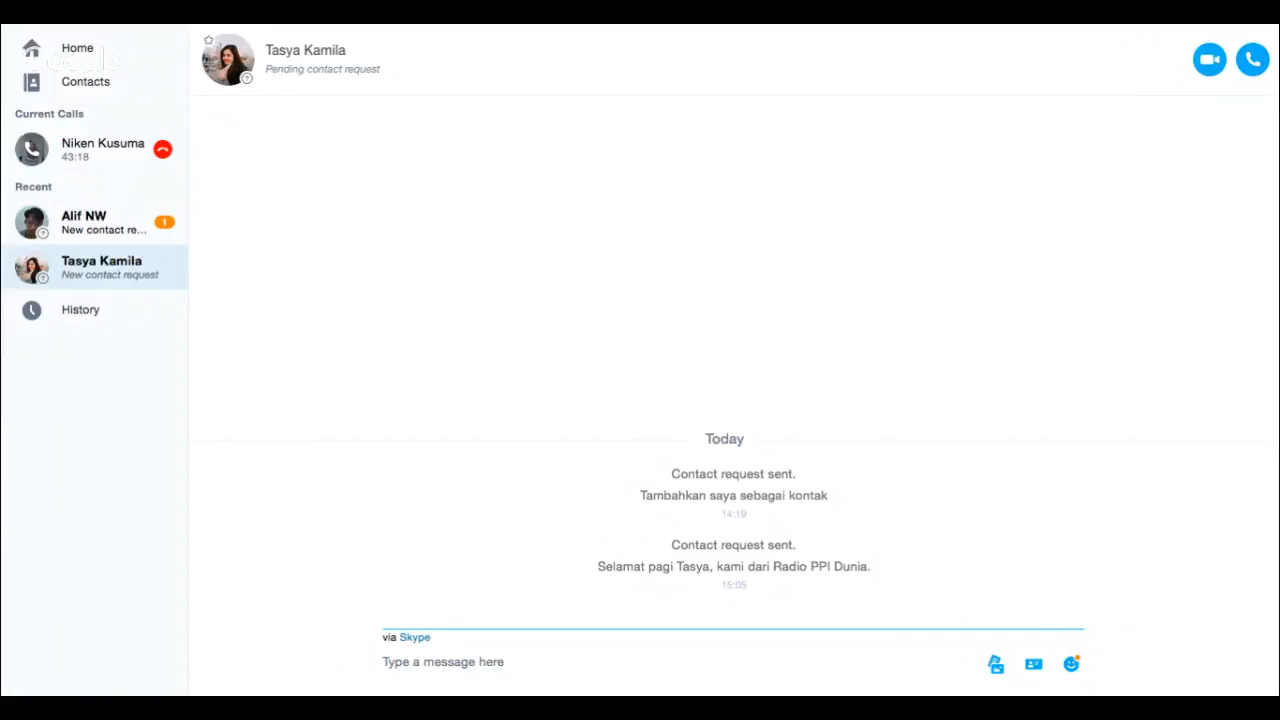 Home
Contacts
Current Calls
Niken Kusuma
43:18
Recent
Alif NW
New contact re...
1
Tasya Kamila
New contact request
History
Tasya Kamila
Pending contact request
Today
Contact request sent.
Tambahkan saya sebagai kontak
14:19
Contact request sent.
Selamat pagi Tasya, kami dari Radio PPI Dunia.
15:05
via Skype
Type a message here